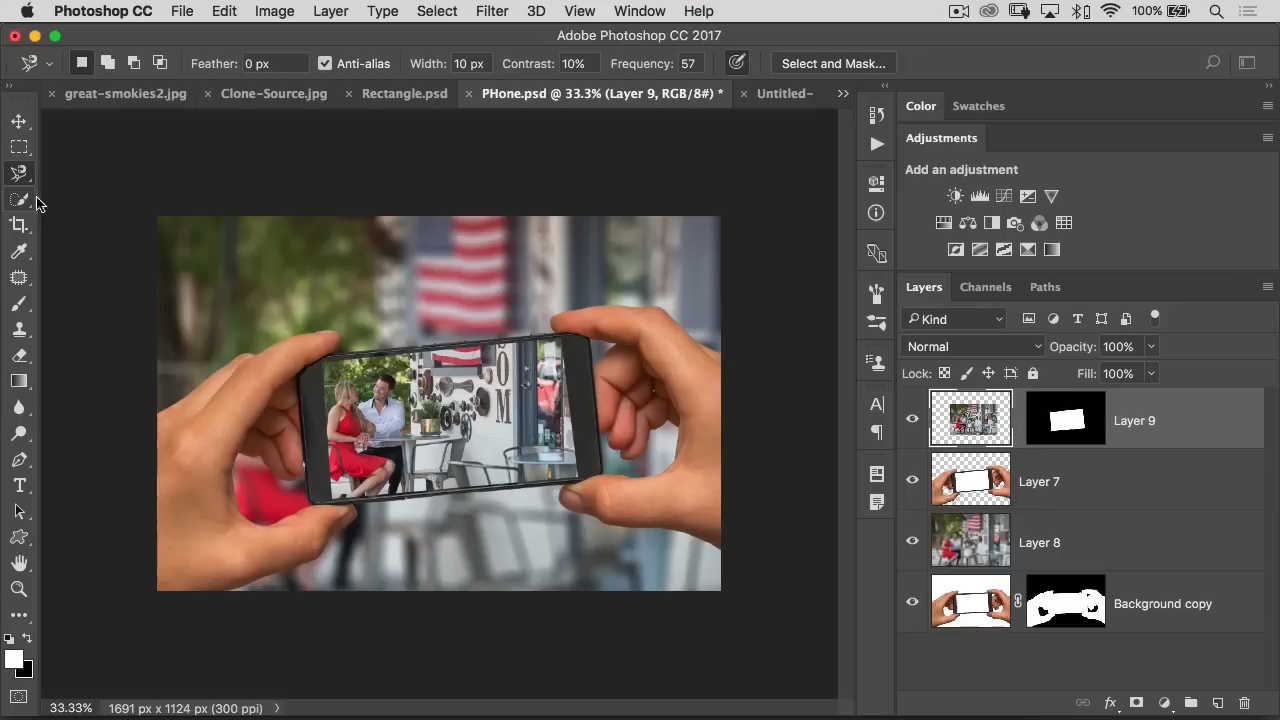 Photoshop CC File Edit Image Layer Type Select Filter 3D View Window Help 100%
Adobe Photoshop CC 2017
Feather: 0 px Anti-alias Width: 10 px Contrast: 10% Frequency: 57 Select and Mask...
× great-smokies2.jpg × Clone-Source.jpg × Rectangle.psd × PHone.psd @ 33.3% (Layer 9, RGB/8#) * × Untitled-
Color Swatches
Adjustments
Add an adjustment
Layers Channels Paths
Kind
Normal Opacity: 100%
Lock: Fill: 100%
Layer 9
Layer 7
Layer 8
Background copy
ŌM
33.33% 1691 px x 1124 px (300 ppi)